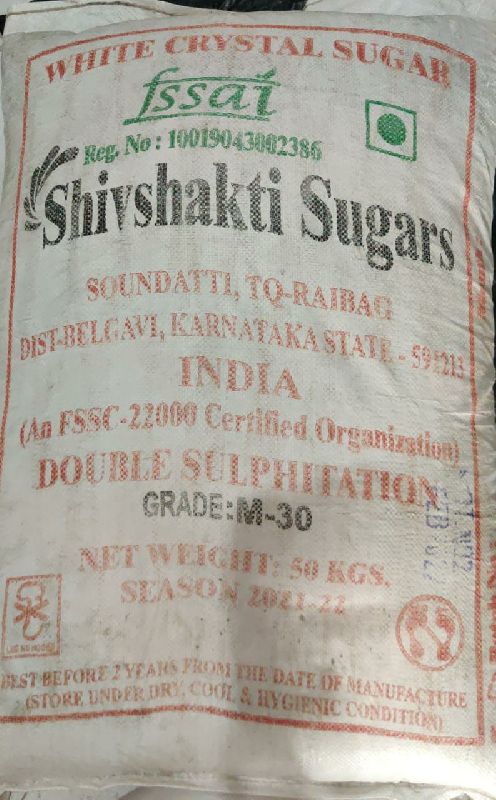 WHITE CRYSTAL SUGAR
fssai
Reg. No : 10019043002386
Shivshakti Sugars
SOUNDATTI, TQ-RAIBAG
DIST-BELGAVI, KARNATAKA STATE - 591213
INDIA
(An FSSC-22000 Certified Organization)
DOUBLE SULPHITATION
GRADE:M-30
NET WEIGHT: 50 KGS.
SEASON 2021-22
BEST BEFORE 2 YEARS FROM THE DATE OF MANUFACTURE
(STORE UNDER DRY, COOL & HYGIENIC CONDITION)